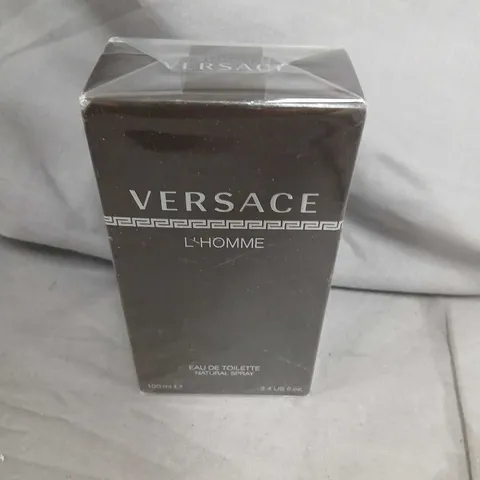 VERSACE
VERSACE
L'HOMME
EAU DE TOILETTE
NATURAL SPRAY
100 ml ℮ 3.4 US fl.oz.